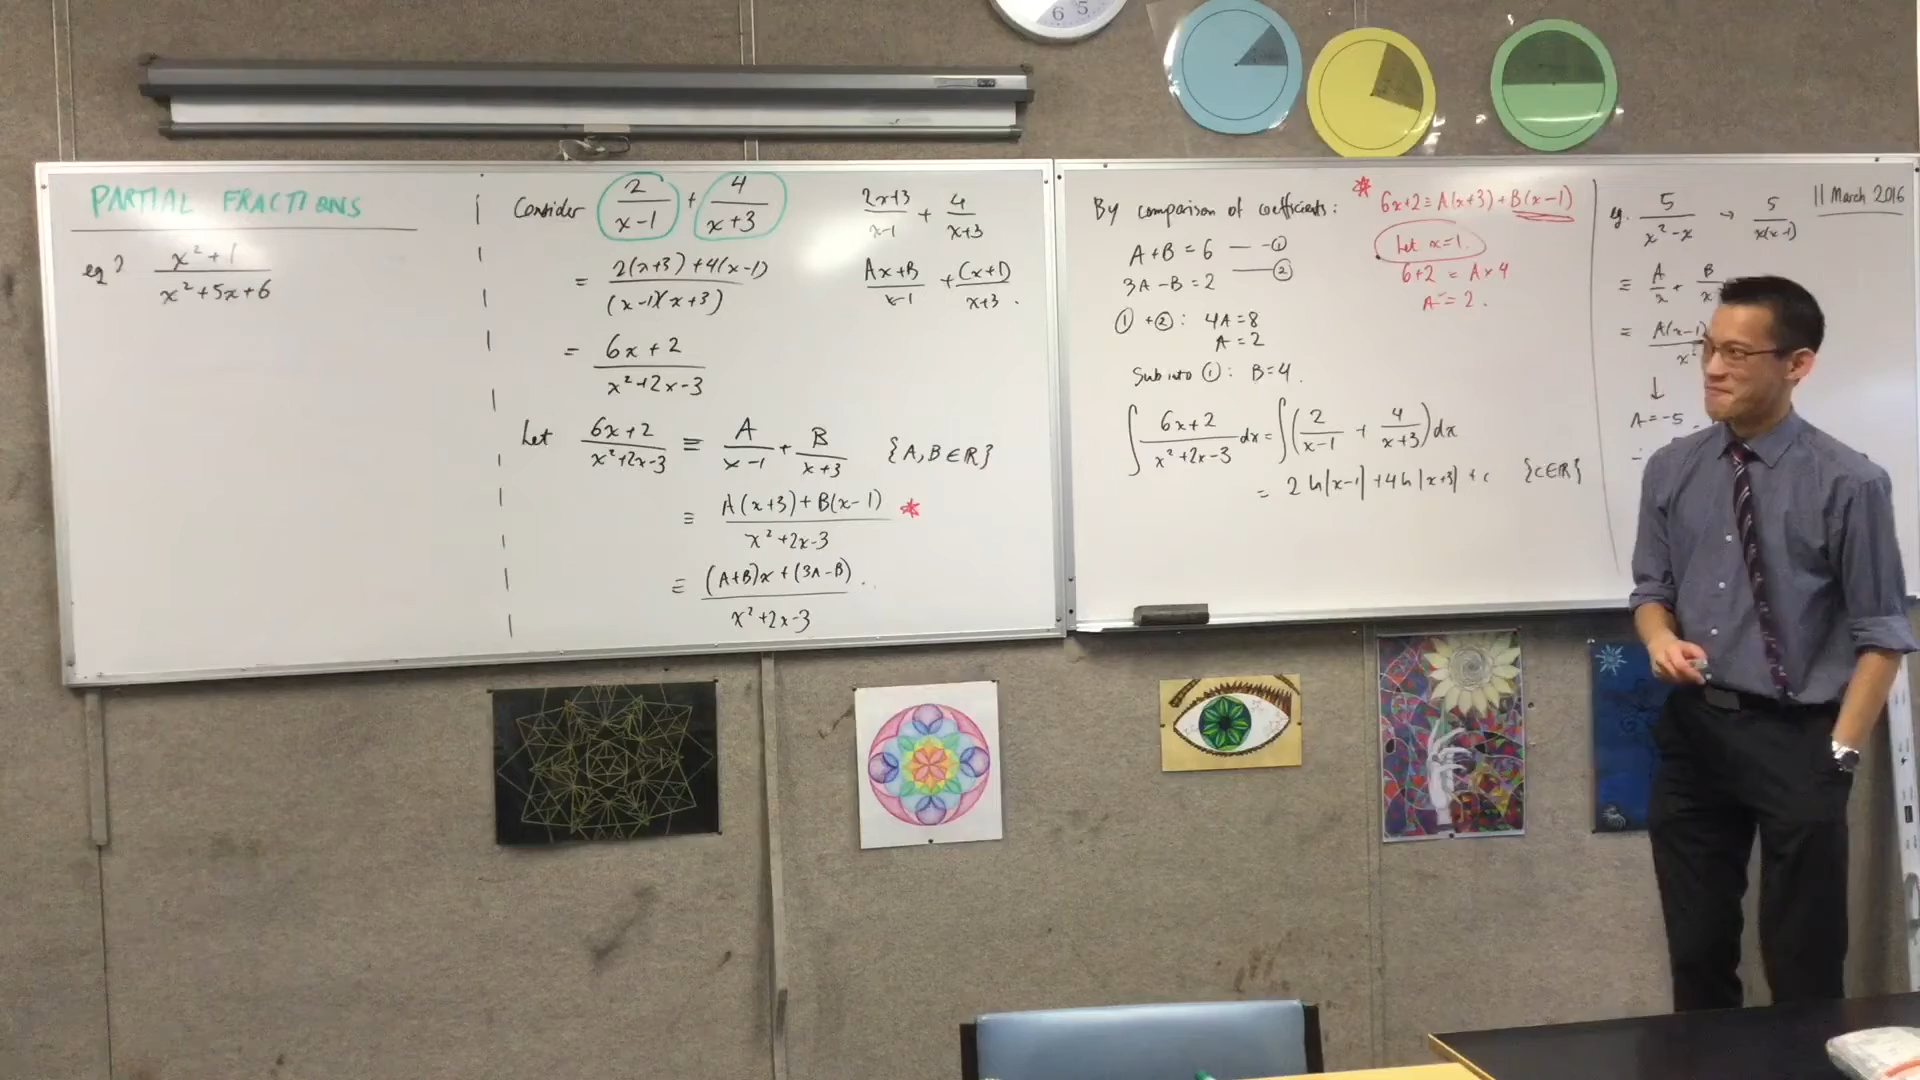 PARTIAL FRACTIONS
eg 2 (x² + 1)/(x² + 5x + 6)
Consider 2/(x-1) + 4/(x+3)
= (2(x+3) + 4(x-1))/((x-1)(x+3))
= (6x + 2)/(x² + 2x - 3)
(2x+3)/(x-1) + 4/(x+3)
(Ax+B)/(x-1) + (Cx+D)/(x+3).
Let (6x+2)/(x²+2x-3) ≡ A/(x-1) + B/(x+3) {A, B ∈ ℝ}
≡ (A(x+3) + B(x-1))/(x²+2x-3) *
≡ ((A+B)x + (3A-B))/(x²+2x-3).
By comparison of coefficients:
A+B = 6 — ①
3A - B = 2 — ②
① + ②: 4A = 8
A = 2
Sub into ①: B = 4.
∫ (6x+2)/(x²+2x-3) dx = ∫ (2/(x-1) + 4/(x+3)) dx
= 2 ln|x-1| + 4 ln|x+3| + c {c∈ℝ}
* 6x+2 ≡ A(x+3) + B(x-1)
Let x=1.
6+2 = A×4
A = 2.
11 March 2016
eg. 5/(x²-x) → 5/(x(x-1))
≡ A/x + B/x
= A(x-1)
x²
↓
A = -5
6 5